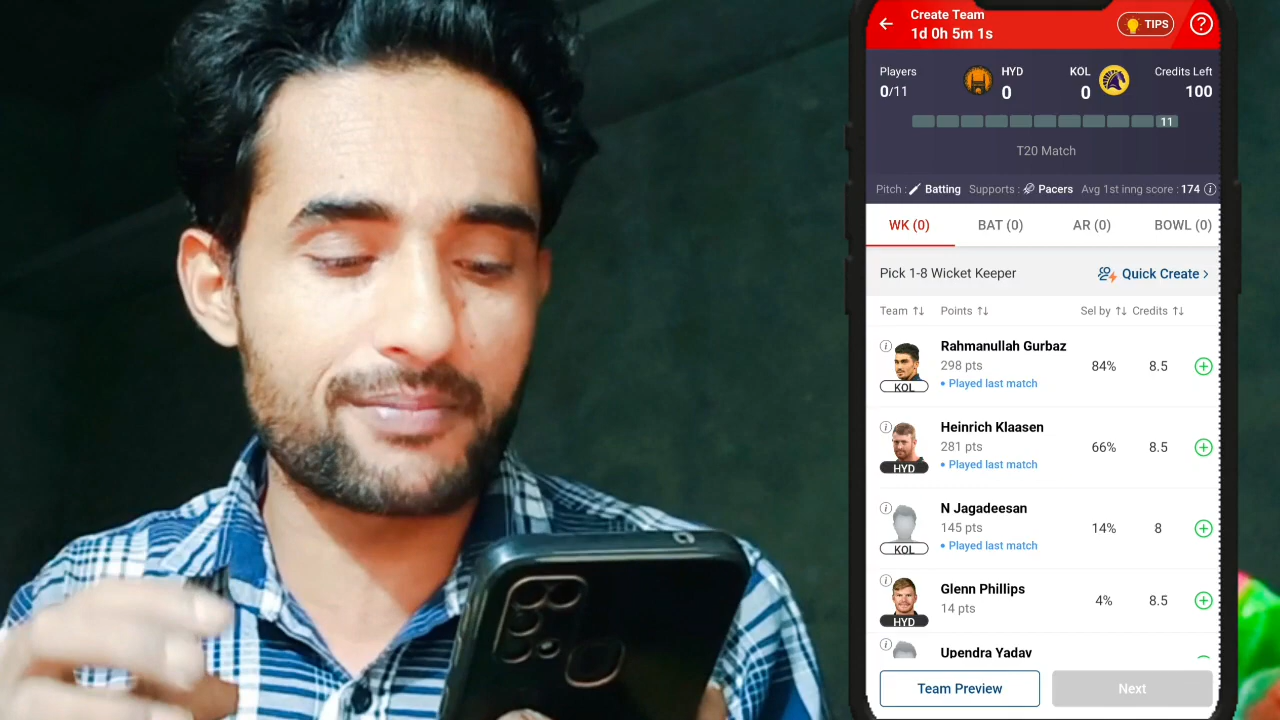 Create Team
1d 0h 5m 1s
TIPS
?
Players
HYD
KOL
Credits Left
0/11
0
0
100
11
T20 Match
Pitch : Batting Supports : Pacers Avg 1st inng score : 174
WK (0) BAT (0) AR (0) BOWL (0)
Pick 1-8 Wicket Keeper
Quick Create >
Team Points Sel by Credits
Rahmanullah Gurbaz
298 pts
84% 8.5
• Played last match
KOL
Heinrich Klaasen
281 pts
66% 8.5
• Played last match
HYD
N Jagadeesan
145 pts
14% 8
• Played last match
KOL
Glenn Phillips
14 pts
4% 8.5
HYD
Upendra Yadav
Team Preview
Next